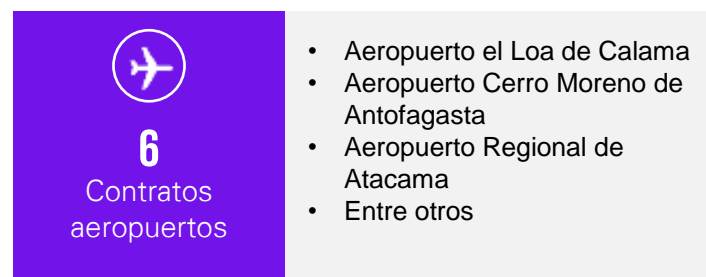 6
Contratos
aeropuertos
• Aeropuerto el Loa de Calama
• Aeropuerto Cerro Moreno de
Antofagasta
• Aeropuerto Regional de
Atacama
• Entre otros